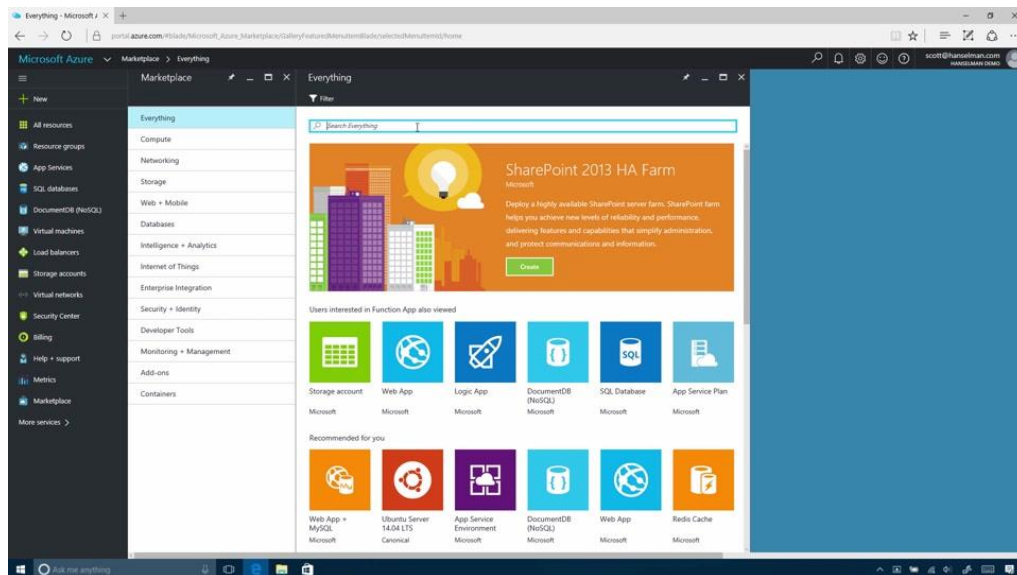 Everything - Microsoft A
portal.azure.com/#blade/Microsoft_Azure_Marketplace/GalleryFeaturedMenuItemBlade/selectedMenuItemId/home
Microsoft Azure
Marketplace > Everything
scott@hanselman.com
HANSELMAN DEMO
New
All resources
Resource groups
App Services
SQL databases
DocumentDB (NoSQL)
Virtual machines
Load balancers
Storage accounts
Virtual networks
Security Center
Billing
Help + support
Metrics
Marketplace
More services >
Marketplace
Everything
Compute
Networking
Storage
Web + Mobile
Databases
Intelligence + Analytics
Internet of Things
Enterprise Integration
Security + Identity
Developer Tools
Monitoring + Management
Add-ons
Containers
Everything
Filter
Search Everything
SharePoint 2013 HA Farm
Microsoft
Deploy a highly available SharePoint server farm. SharePoint farm
helps you achieve new levels of reliability and performance,
delivering features and capabilities that simplify administration,
and protect communications and information.
Create
Users interested in Function App also viewed
SQL
Storage account
Microsoft
Web App
Microsoft
Logic App
Microsoft
DocumentDB
(NoSQL)
Microsoft
SQL Database
Microsoft
App Service Plan
Microsoft
Recommended for you
My
Web App +
MySQL
Microsoft
Ubuntu Server
14.04 LTS
Canonical
App Service
Environment
Microsoft
DocumentDB
(NoSQL)
Microsoft
Web App
Microsoft
Redis Cache
Microsoft
Ask me anything